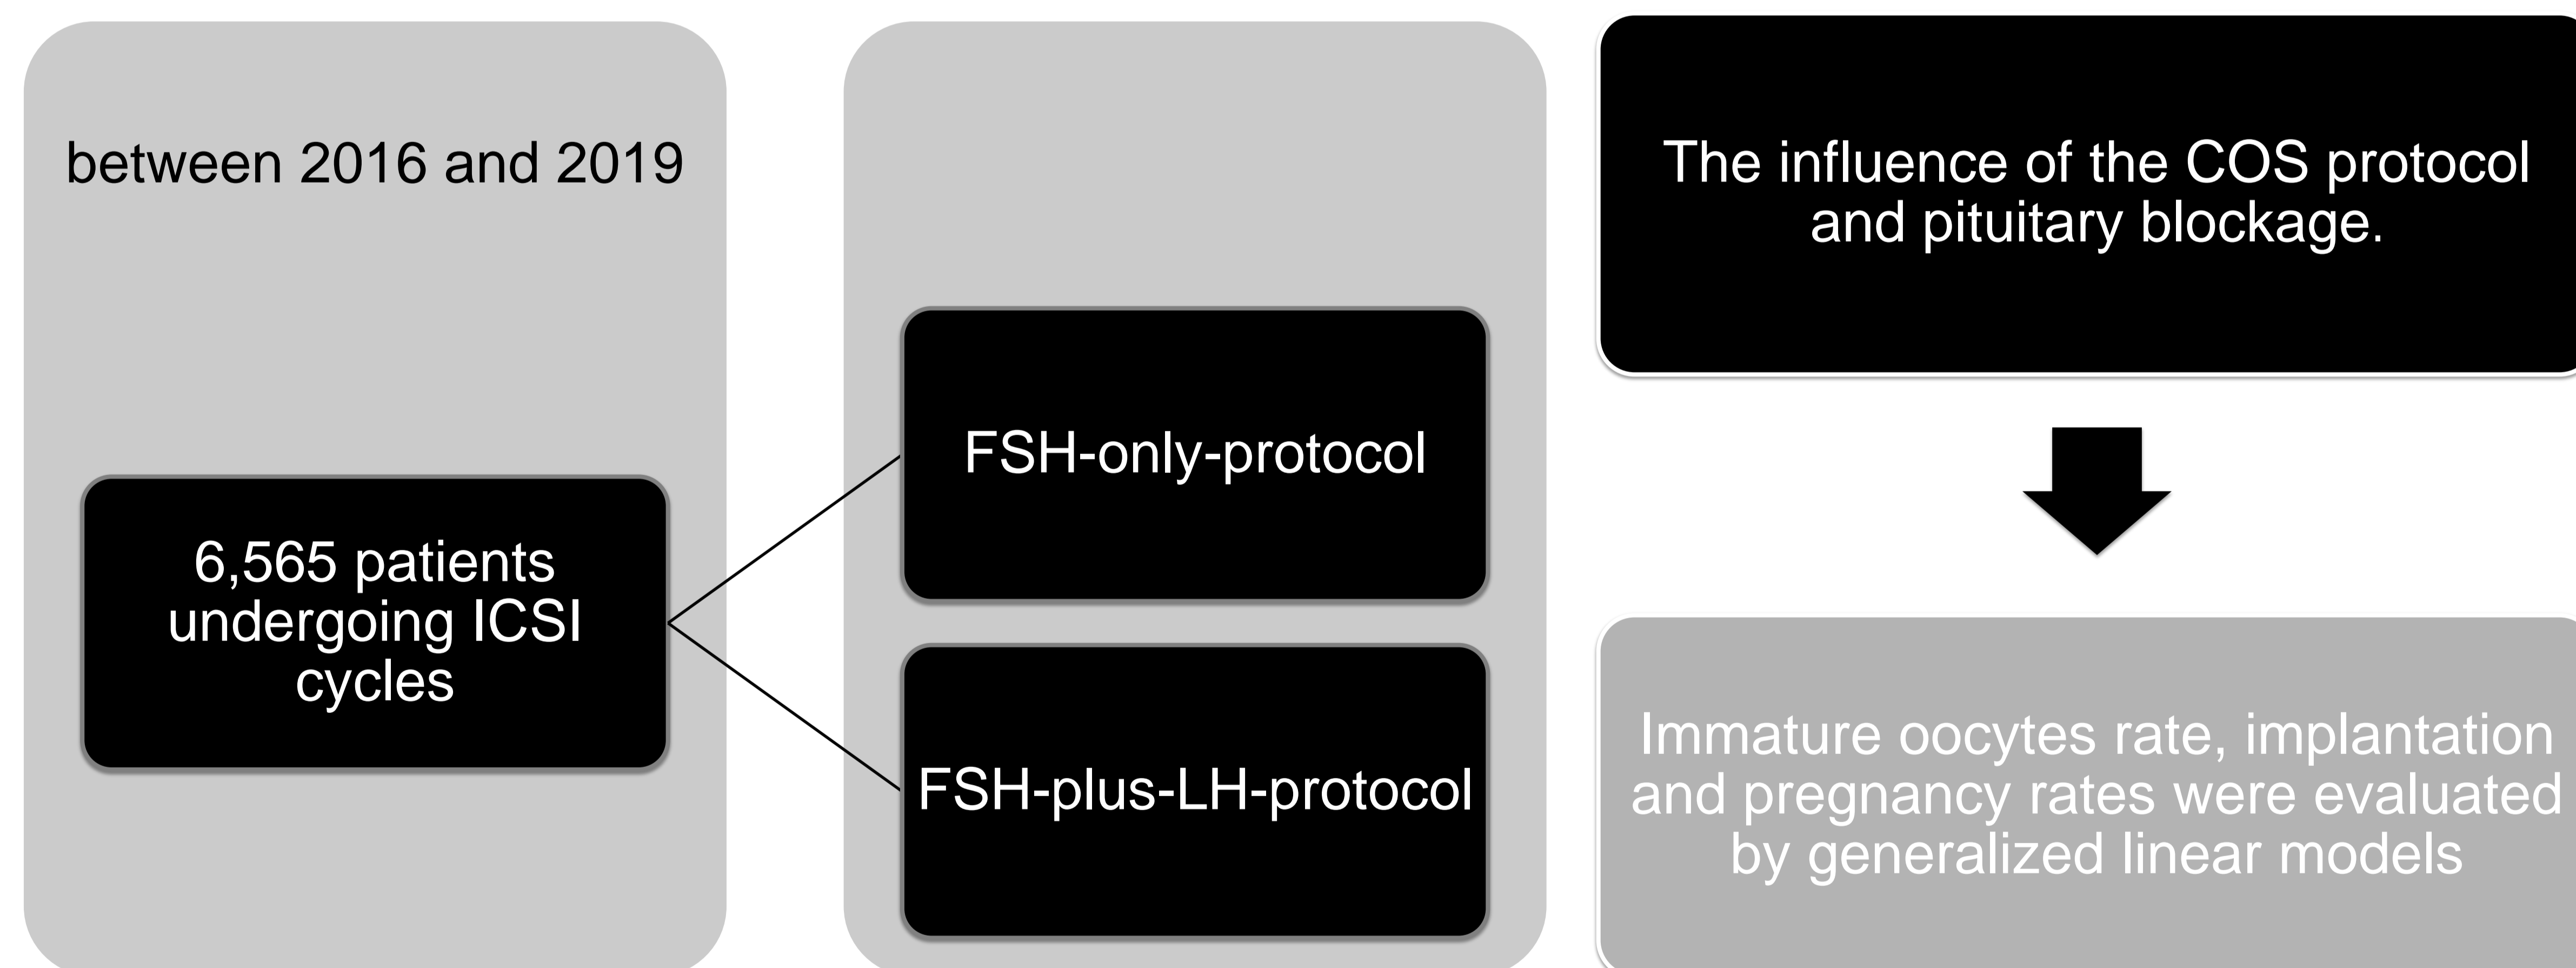 between 2016 and 2019
6,565 patients
undergoing ICSI
cycles
FSH-only-protocol
FSH-plus-LH-protocol
The influence of the COS protocol
and pituitary blockage.
Immature oocytes rate, implantation
and pregnancy rates were evaluated
by generalized linear models